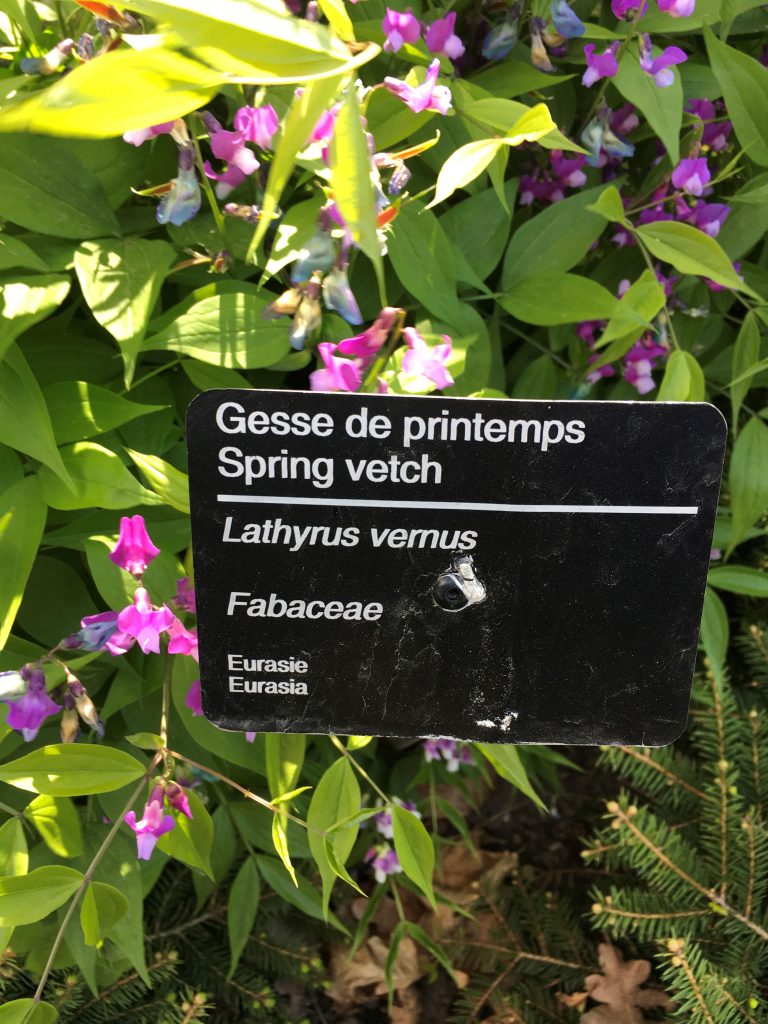 Gesse de printemps
Spring vetch
Lathyrus vernus
Fabaceae
Eurasie
Eurasia